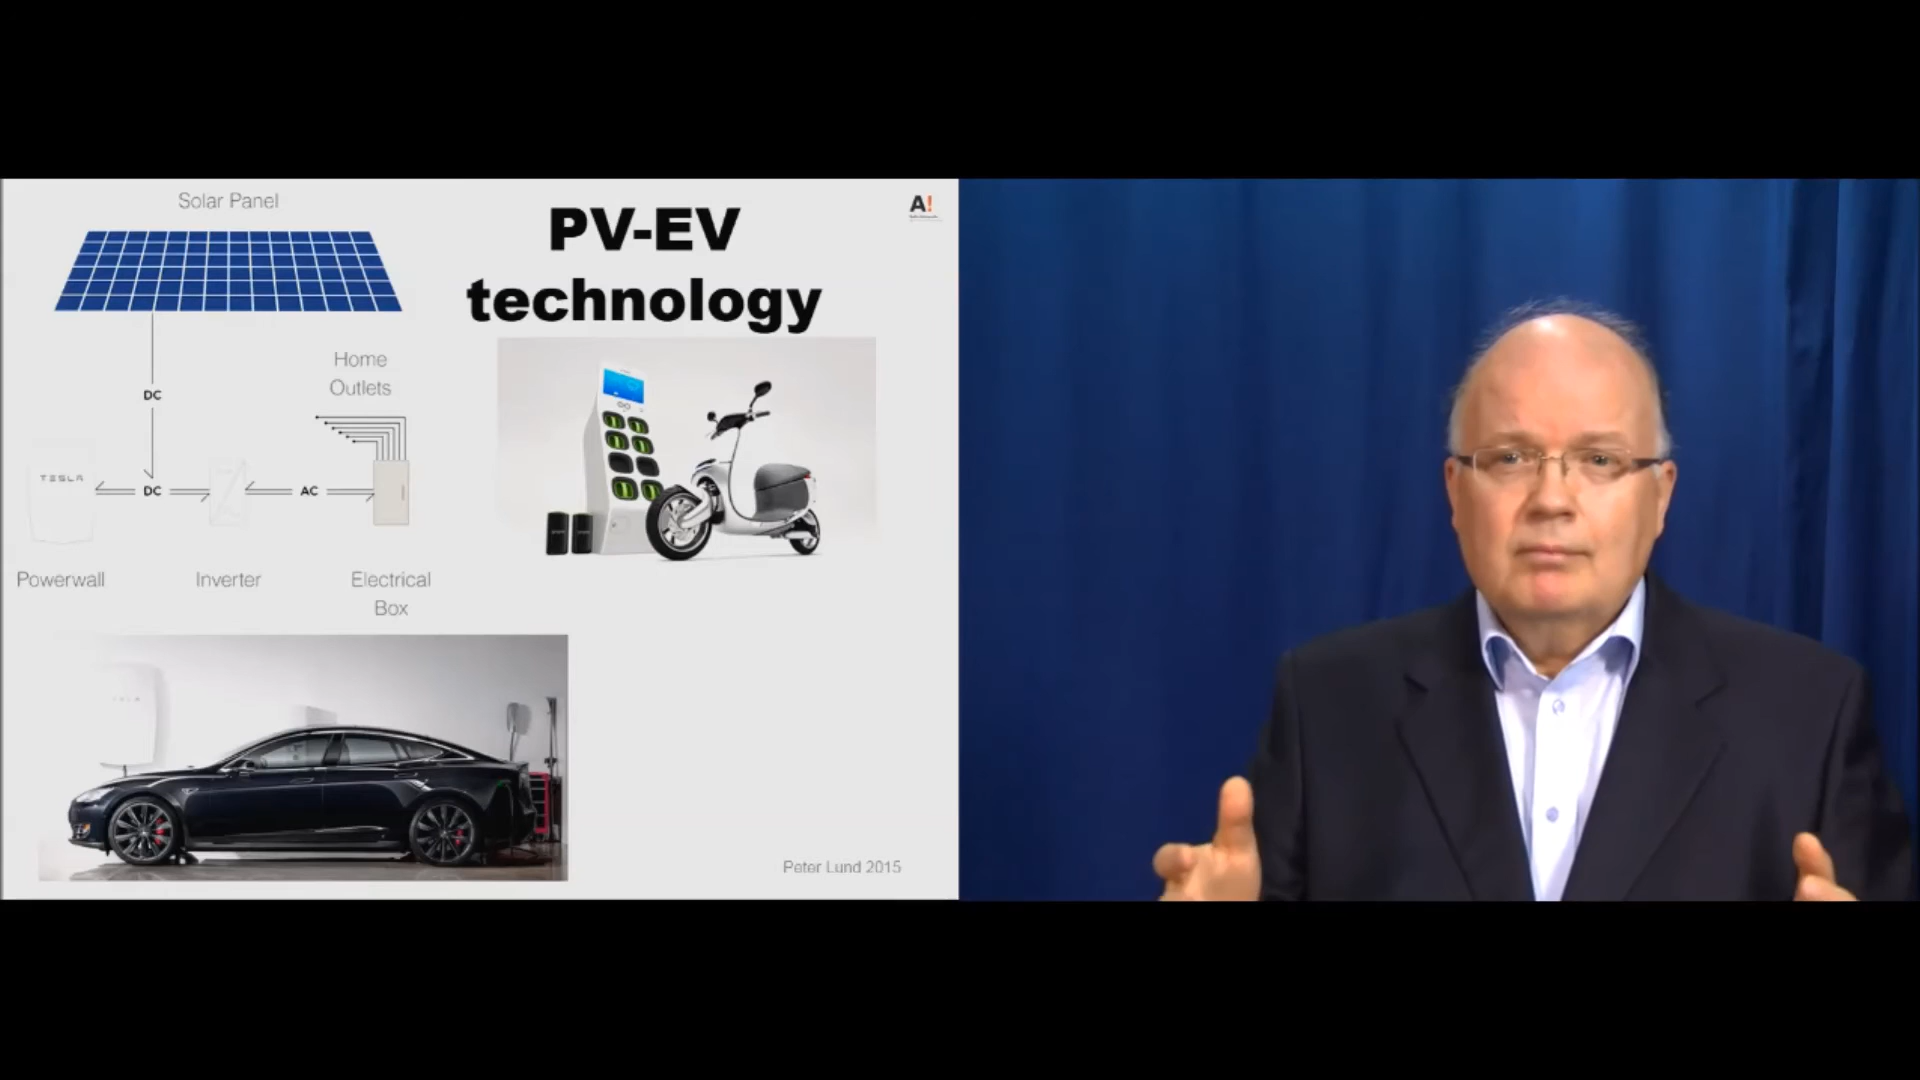 Solar Panel
PV-EV
technology
A!
Home
Outlets
DC
TESLA
DC
AC
Powerwall
Inverter
Electrical
Box
Peter Lund 2015